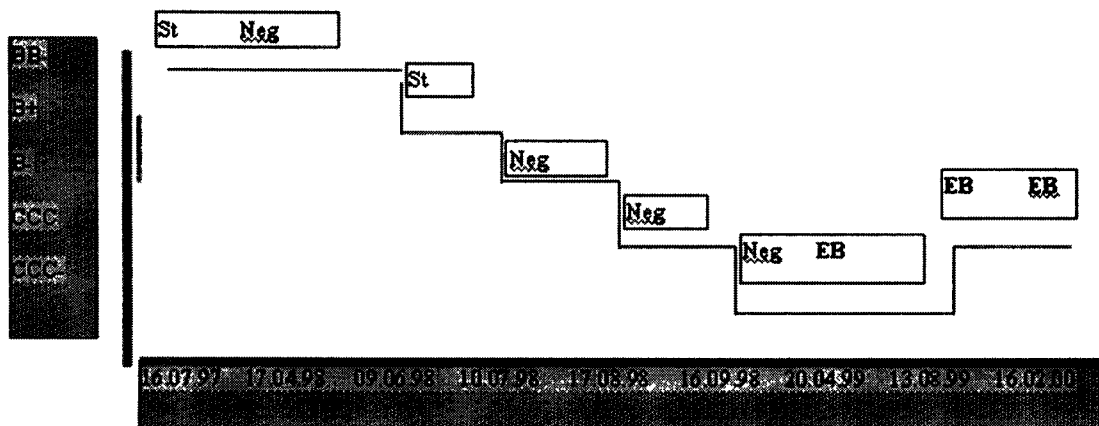 St Neg
BB-
St
B+
Neg
B-
EB EB
Neg
CCC
Neg EB
CCC-
16.07.97 17.04.98 09.06.98 10.07.98 17.08.98 16.09.98 20.04.99 13.08.99 16.02.00